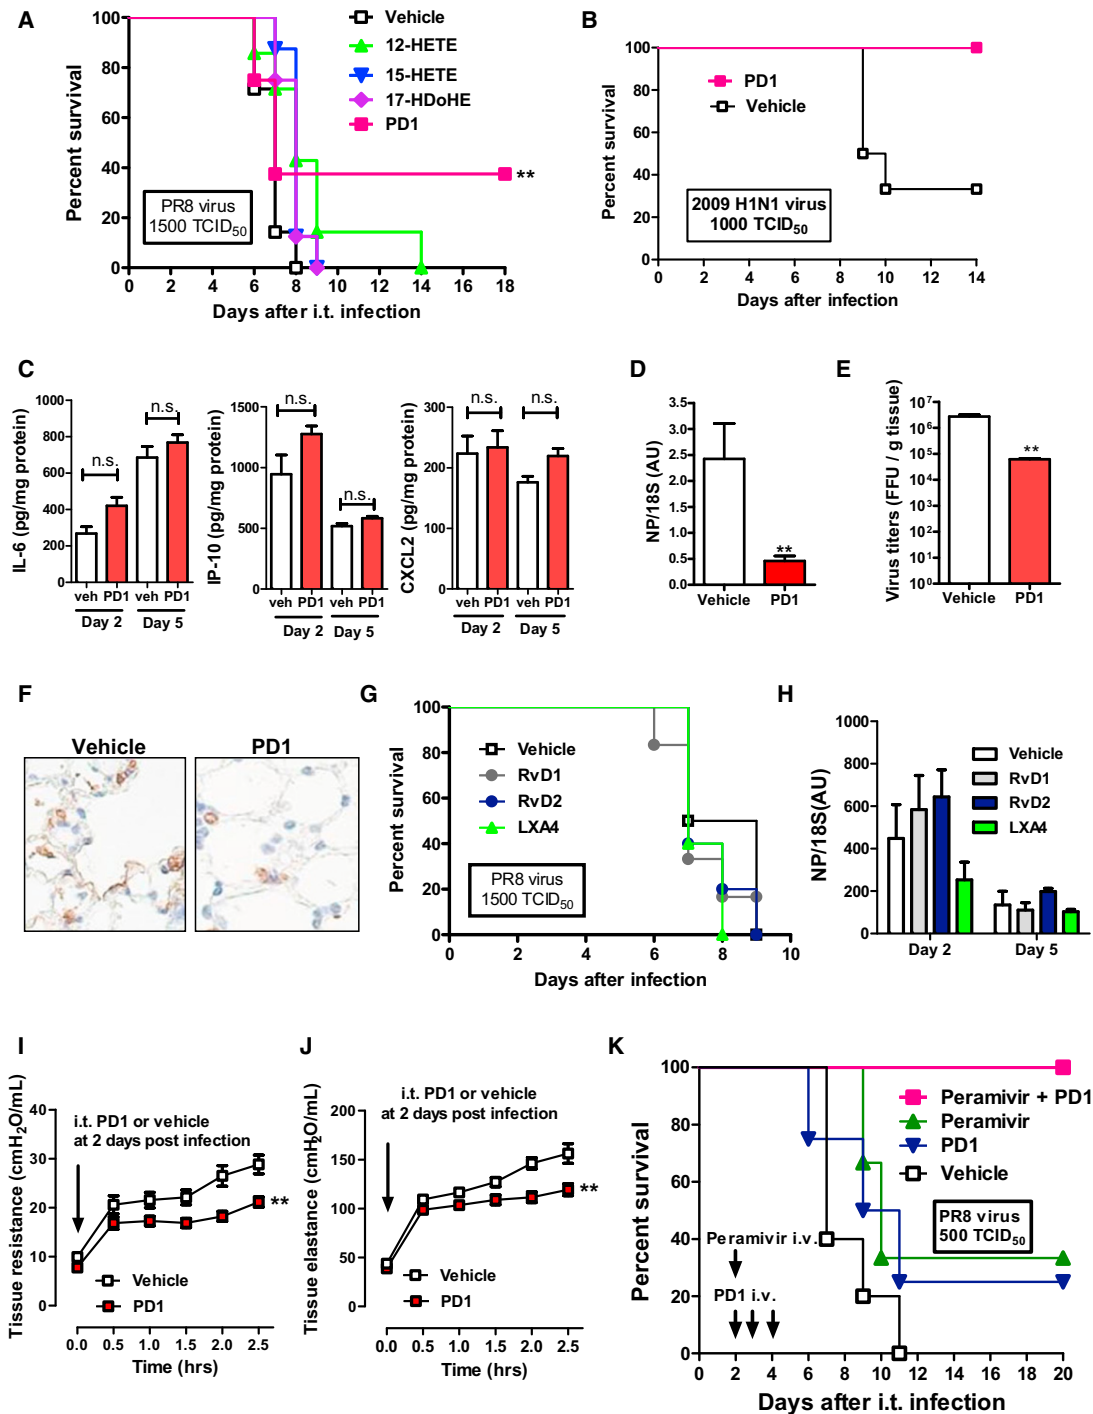 A
Percent survival
100
80
60
40
20
0
0 2 4 6 8 10 12 14 16 18
Days after i.t. infection
Vehicle
12-HETE
15-HETE
17-HDoHE
PD1
**
PR8 virus
1500 TCID50
B
Percent survival
100
80
60
40
20
0
0 2 4 6 8 10 12 14
Days after infection
PD1
Vehicle
2009 H1N1 virus
1000 TCID50
C
IL-6 (pg/mg protein)
1000
800
600
400
200
0
n.s.
n.s.
veh PD1 veh PD1
Day 2 Day 5
IP-10 (pg/mg protein)
1500
1000
500
0
n.s.
n.s.
veh PD1 veh PD1
Day 2 Day 5
CXCL2 (pg/mg protein)
300
200
100
0
n.s.
n.s.
veh PD1 veh PD1
Day 2 Day 5
D
NP/18S (AU)
3.5
3.0
2.5
2.0
1.5
1.0
0.5
0.0
**
Vehicle PD1
E
Virus titers (FFU / g tissue)
10^7
10^6
10^5
10^4
10^3
10^2
10^1
10^0
**
Vehicle PD1
F
Vehicle PD1
G
Percent survival
100
80
60
40
20
0
0 2 4 6 8 10
Days after infection
Vehicle
RvD1
RvD2
LXA4
PR8 virus
1500 TCID50
H
NP/18S(AU)
1000
800
600
400
200
0
Vehicle
RvD1
RvD2
LXA4
Day 2 Day 5
I
i.t. PD1 or vehicle
at 2 days post infection
Tissue resistance (cmH2O/mL)
40
30
20
10
0
**
Vehicle
PD1
0.0 0.5 1.0 1.5 2.0 2.5
Time (hrs)
J
i.t. PD1 or vehicle
at 2 days post infection
Tissue elastance (cmH2O/mL)
200
150
100
50
0
**
Vehicle
PD1
0.0 0.5 1.0 1.5 2.0 2.5
Time (hrs)
K
Percent survival
100
80
60
40
20
0
Peramivir + PD1
Peramivir
PD1
Vehicle
PR8 virus
500 TCID50
Peramivir i.v.
PD1 i.v.
0 2 4 6 8 10 12 14 16 18 20
Days after i.t. infection